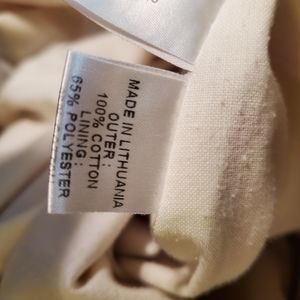 MADE IN LITHUANIA
OUTER :
100% COTTON
LINING :
65% POLYESTER